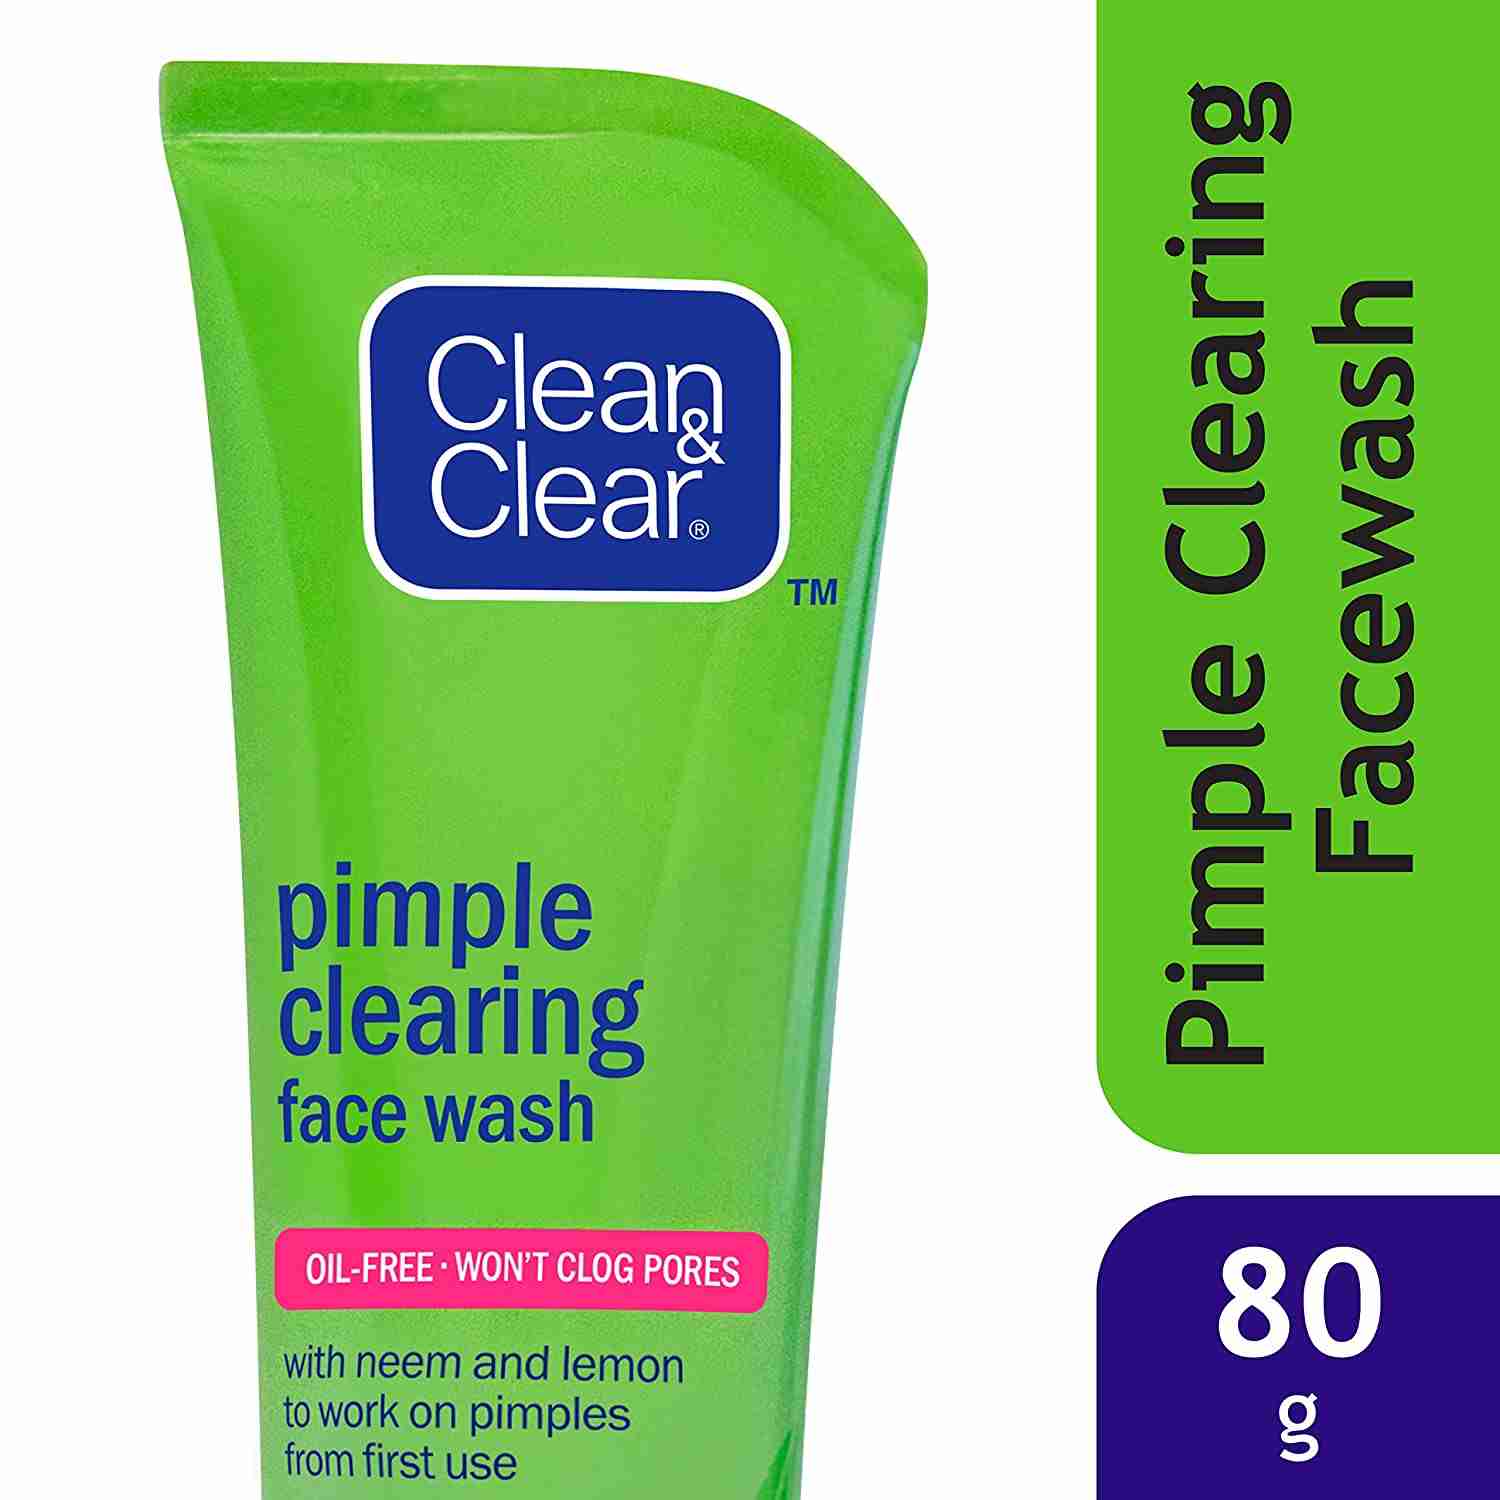 Clean
&
Clear®
TM
pimple
clearing
face wash
OIL-FREE · WON'T CLOG PORES
with neem and lemon
to work on pimples
from first use
Pimple Clearing
Facewash
80
g